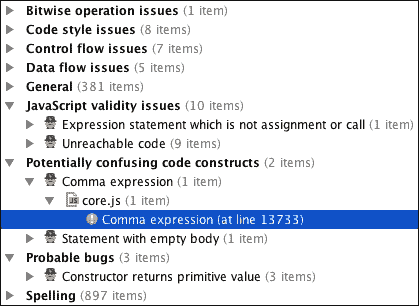 Bitwise operation issues (1 item)
Code style issues (8 items)
Control flow issues (7 items)
Data flow issues (5 items)
General (381 items)
JavaScript validity issues (10 items)
Expression statement which is not assignment or call (1 item)
Unreachable code (9 items)
Potentially confusing code constructs (2 items)
Comma expression (1 item)
JS core.js (1 item)
Comma expression (at line 13733)
Statement with empty body (1 item)
Probable bugs (3 items)
Constructor returns primitive value (3 items)
Spelling (897 items)